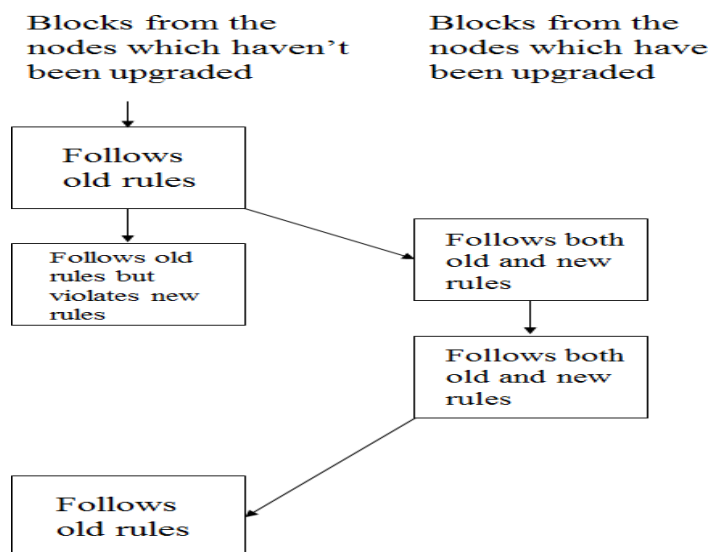 Blocks from the
nodes which haven't
been upgraded
Blocks from the
nodes which have
been upgraded
Follows
old rules
Follows old
rules but
violates new
rules
Follows both
old and new
rules
Follows both
old and new
rules
Follows
old rules